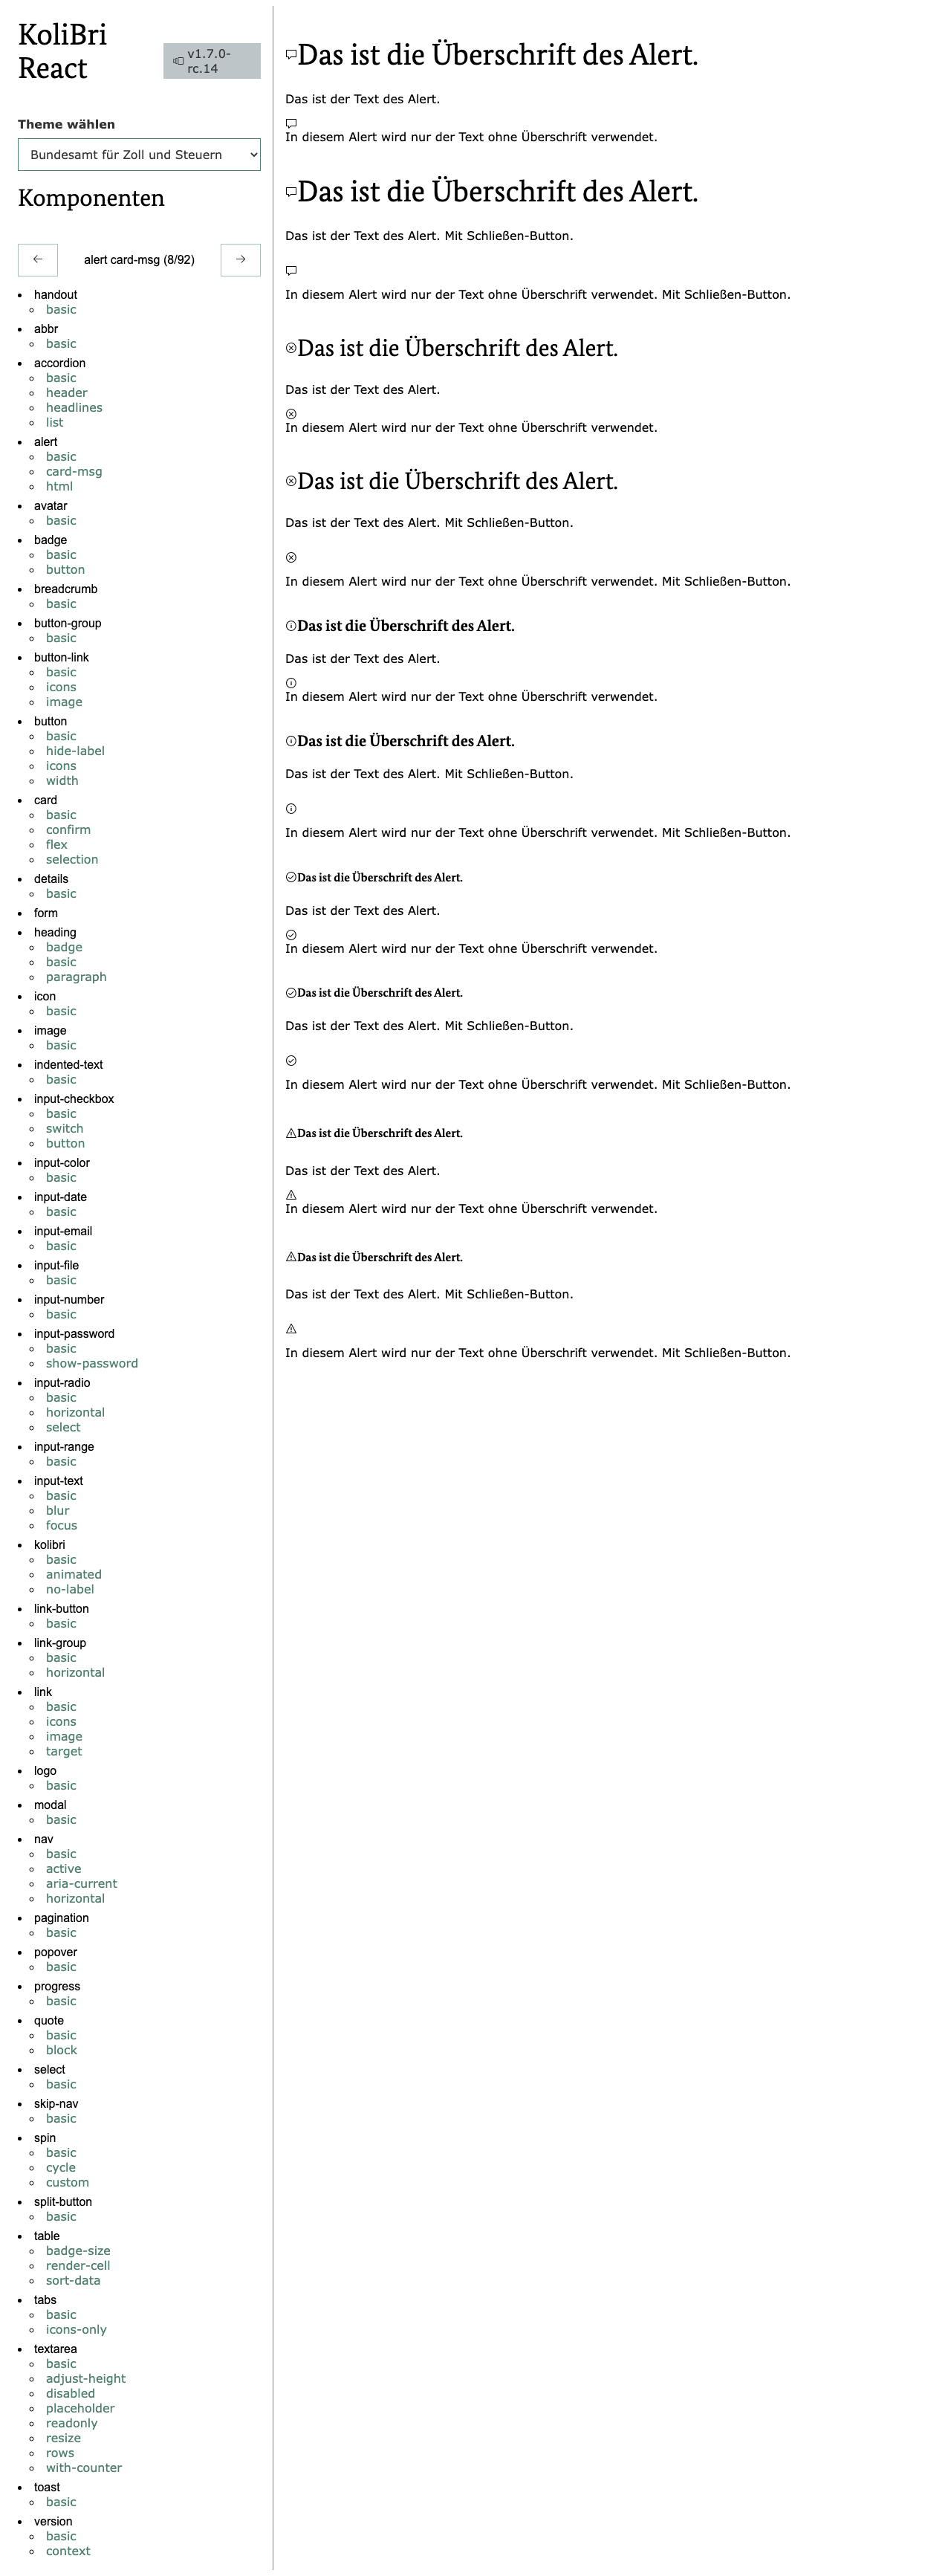 KoliBri
React
v1.7.0-
rc.14
Theme wählen
Bundesamt für Zoll und Steuern
Komponenten
← alert card-msg (8/92) →
handout
basic
abbr
basic
accordion
basic
header
headlines
list
alert
basic
card-msg
html
avatar
basic
badge
basic
button
breadcrumb
basic
button-group
basic
button-link
basic
icons
image
button
basic
hide-label
icons
width
card
basic
confirm
flex
selection
details
basic
form
heading
badge
basic
paragraph
icon
basic
image
basic
indented-text
basic
input-checkbox
basic
switch
button
input-color
basic
input-date
basic
input-email
basic
input-file
basic
input-number
basic
input-password
basic
show-password
input-radio
basic
horizontal
select
input-range
basic
input-text
basic
blur
focus
kolibri
basic
animated
no-label
link-button
basic
link-group
basic
horizontal
link
basic
icons
image
target
logo
basic
modal
basic
nav
basic
active
aria-current
horizontal
pagination
basic
popover
basic
progress
basic
quote
basic
block
select
basic
skip-nav
basic
spin
basic
cycle
custom
split-button
basic
table
badge-size
render-cell
sort-data
tabs
basic
icons-only
textarea
basic
adjust-height
disabled
placeholder
readonly
resize
rows
with-counter
toast
basic
version
basic
context
Das ist die Überschrift des Alert.
Das ist der Text des Alert.
In diesem Alert wird nur der Text ohne Überschrift verwendet.
Das ist die Überschrift des Alert.
Das ist der Text des Alert. Mit Schließen-Button.
In diesem Alert wird nur der Text ohne Überschrift verwendet. Mit Schließen-Button.
Das ist die Überschrift des Alert.
Das ist der Text des Alert.
In diesem Alert wird nur der Text ohne Überschrift verwendet.
Das ist die Überschrift des Alert.
Das ist der Text des Alert. Mit Schließen-Button.
In diesem Alert wird nur der Text ohne Überschrift verwendet. Mit Schließen-Button.
Das ist die Überschrift des Alert.
Das ist der Text des Alert.
In diesem Alert wird nur der Text ohne Überschrift verwendet.
Das ist die Überschrift des Alert.
Das ist der Text des Alert. Mit Schließen-Button.
In diesem Alert wird nur der Text ohne Überschrift verwendet. Mit Schließen-Button.
Das ist die Überschrift des Alert.
Das ist der Text des Alert.
In diesem Alert wird nur der Text ohne Überschrift verwendet.
Das ist die Überschrift des Alert.
Das ist der Text des Alert. Mit Schließen-Button.
In diesem Alert wird nur der Text ohne Überschrift verwendet. Mit Schließen-Button.
Das ist die Überschrift des Alert.
Das ist der Text des Alert.
In diesem Alert wird nur der Text ohne Überschrift verwendet.
Das ist die Überschrift des Alert.
Das ist der Text des Alert. Mit Schließen-Button.
In diesem Alert wird nur der Text ohne Überschrift verwendet. Mit Schließen-Button.